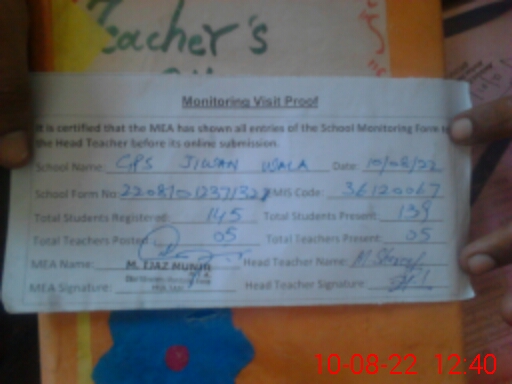 Teacher's
Monitoring Visit Proof
It is certified that the MEA has shown all entries of the School Monitoring Form to
the Head Teacher before its online submission.
School Name: GPS JIWAN WALA Date: 10/08/22
School Form No: EMIS Code: 36120067
Total Students Registered: 145 Total Students Present: 139
Total Teachers Posted: 05 Total Teachers Present: 05
MEA Name: M. EJAZ MUNIR Head Teacher Name: M.
MEA Signature: Head Teacher Signature:
10-08-22 12:40